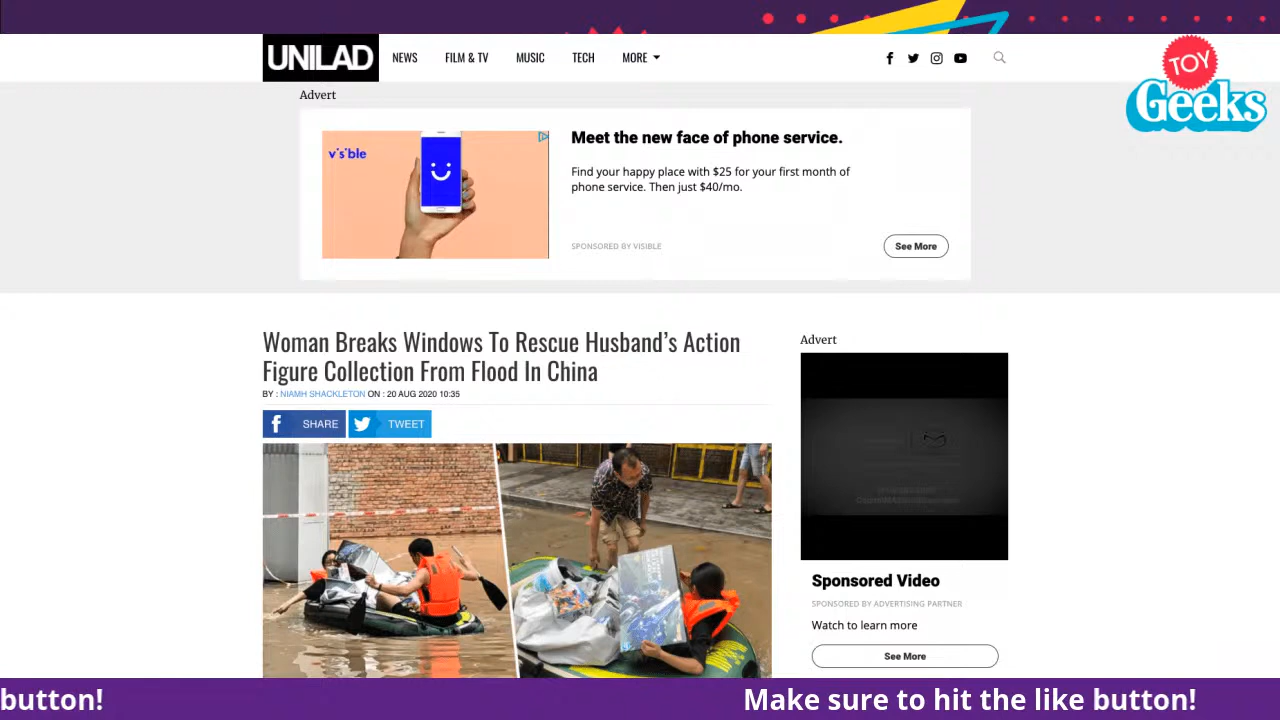 UNILAD
NEWS
FILM & TV
MUSIC
TECH
MORE
TOY
Geeks
Advert
vısıble
Meet the new face of phone service.
Find your happy place with $25 for your first month of
phone service. Then just $40/mo.
SPONSORED BY VISIBLE
See More
Woman Breaks Windows To Rescue Husband's Action
Figure Collection From Flood In China
BY : NIAMH SHACKLETON ON : 20 AUG 2020 10:35
SHARE
TWEET
Advert
Sponsored Video
SPONSORED BY ADVERTISING PARTNER
Watch to learn more
See More
button!
Make sure to hit the like button!